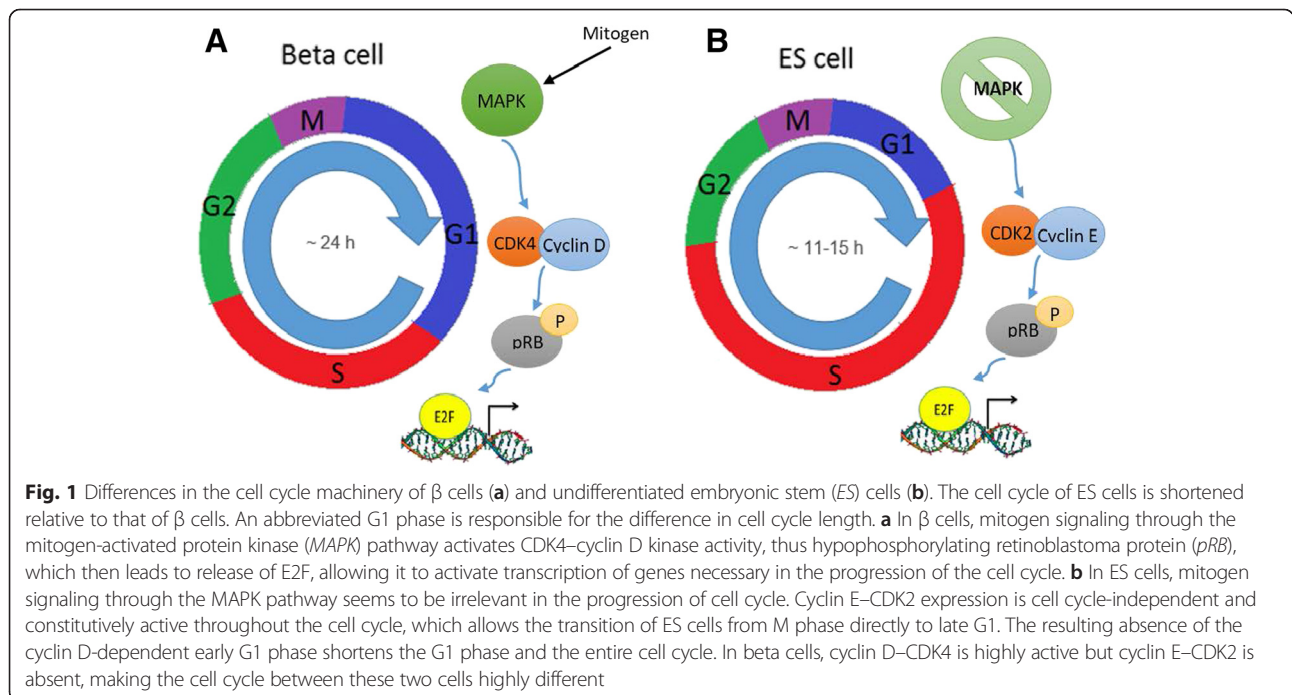 A
Beta cell
Mitogen
MAPK
M
G1
G2
S
~ 24 h
CDK4
Cyclin D
P
pRB
E2F
B
ES cell
MAPK
M
G1
G2
S
~ 11-15 h
CDK2
Cyclin E
P
pRB
E2F
Fig. 1 Differences in the cell cycle machinery of β cells (a) and undifferentiated embryonic stem (ES) cells (b). The cell cycle of ES cells is shortened
relative to that of β cells. An abbreviated G1 phase is responsible for the difference in cell cycle length. a In β cells, mitogen signaling through the
mitogen-activated protein kinase (MAPK) pathway activates CDK4–cyclin D kinase activity, thus hypophosphorylating retinoblastoma protein (pRB),
which then leads to release of E2F, allowing it to activate transcription of genes necessary in the progression of the cell cycle. b In ES cells, mitogen
signaling through the MAPK pathway seems to be irrelevant in the progression of cell cycle. Cyclin E–CDK2 expression is cell cycle-independent and
constitutively active throughout the cell cycle, which allows the transition of ES cells from M phase directly to late G1. The resulting absence of the
cyclin D-dependent early G1 phase shortens the G1 phase and the entire cell cycle. In beta cells, cyclin D–CDK4 is highly active but cyclin E–CDK2 is
absent, making the cell cycle between these two cells highly different